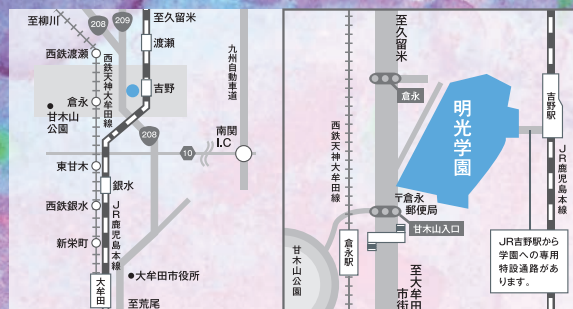 至柳川
208
209
至久留米
渡瀬
西鉄渡瀬
西鉄天神大牟田線
吉野
倉永
甘木山
公園
九州自動車道
208
南関
I.C
10
東甘木
銀水
西鉄銀水
JR鹿児島本線
新栄町
大牟田
大牟田市役所
至荒尾
至久留米
倉永
明光学園
吉野駅
西鉄天神大牟田線
JR鹿児島本線
〒倉永
郵便局
甘木山入口
倉永駅
甘木山公園
至大牟田
市街
JR吉野駅から
学園への専用
特設通路があ
ります。